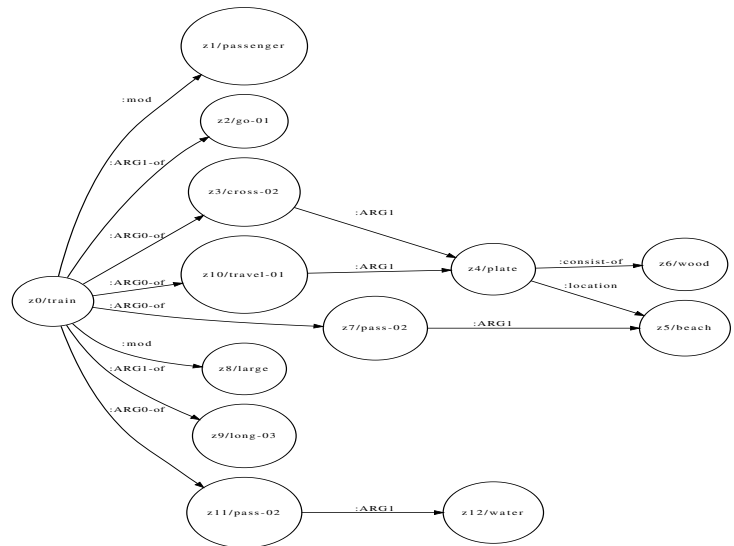 z1/passenger
:mod
z2/go-01
:ARG1-of
z3/cross-02
:ARG1
:ARG0-of
z10/travel-01
:ARG1
z4/plate
:consist-of
z6/wood
:location
:ARG0-of
z0/train
:ARG0-of
z7/pass-02
:ARG1
z5/beach
:mod
z8/large
:ARG1-of
:ARG0-of
z9/long-03
z11/pass-02
:ARG1
z12/water